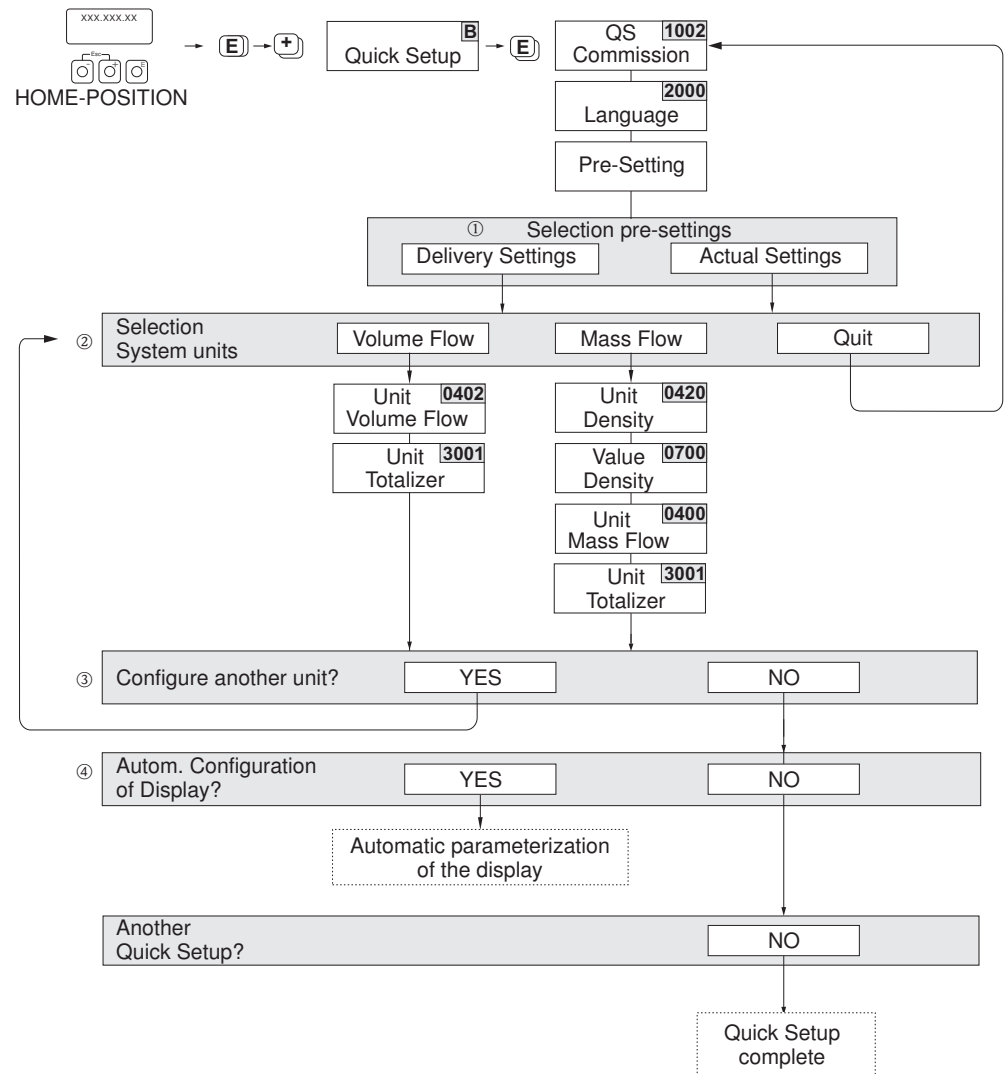 xxx.xxx.xx
Esc
- + E
HOME-POSITION
E
+
B
Quick Setup
E
QS 1002
Commission
2000
Language
Pre-Setting
① Selection pre-settings
Delivery Settings Actual Settings
② Selection
System units
Volume Flow Mass Flow Quit
Unit 0402
Volume Flow
Unit 3001
Totalizer
Unit 0420
Density
Value 0700
Density
Unit 0400
Mass Flow
Unit 3001
Totalizer
③ Configure another unit? YES NO
④ Autom. Configuration
of Display?
YES NO
Automatic parameterization
of the display
Another
Quick Setup?
NO
Quick Setup
complete